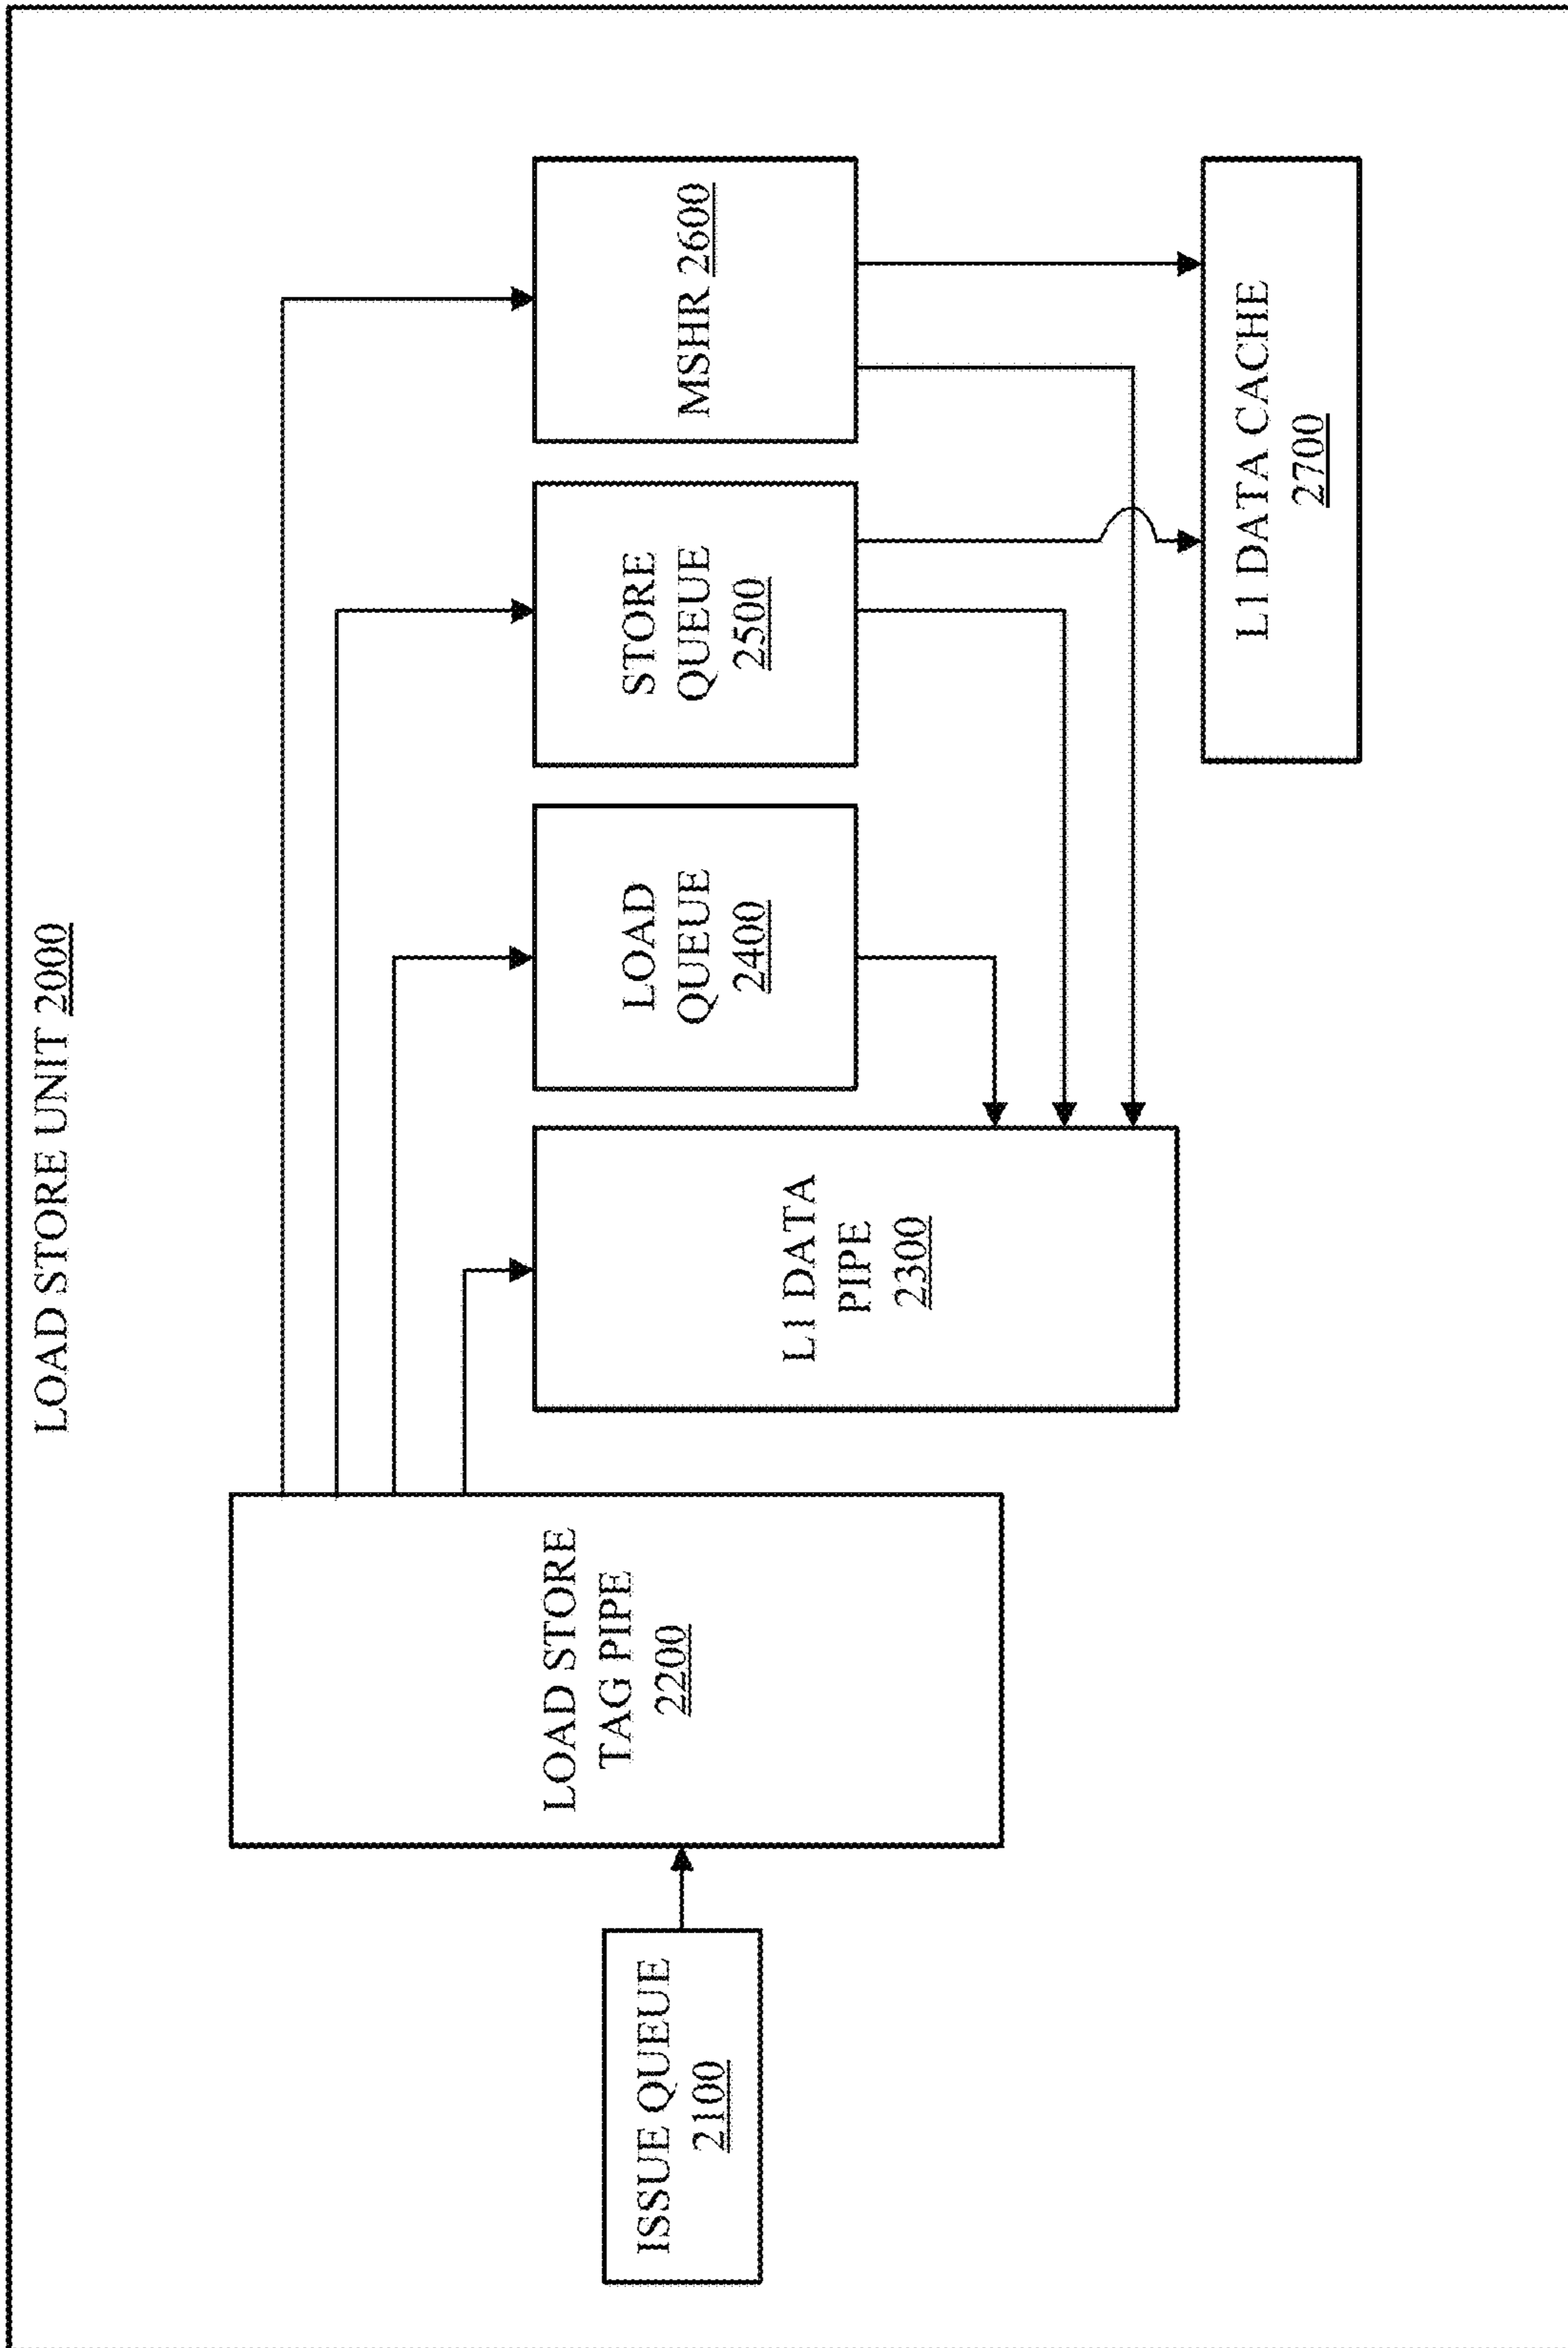 LOAD STORE UNIT 2000
ISSUE QUEUE
2100
LOAD STORE
TAG PIPE
2200
L1 DATA
PIPE
2300
LOAD
QUEUE
2400
STORE
QUEUE
2500
MSHR 2600
L1 DATA CACHE
2700